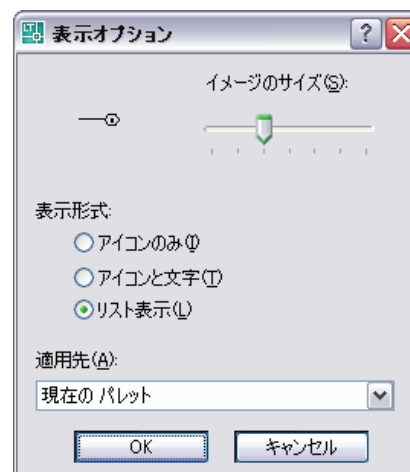 表示オプション
イメージのサイズ(S):
表示形式:
アイコンのみ(I)
アイコンと文字(T)
リスト表示(L)
適用先(A):
現在の パレット
OK
キャンセル